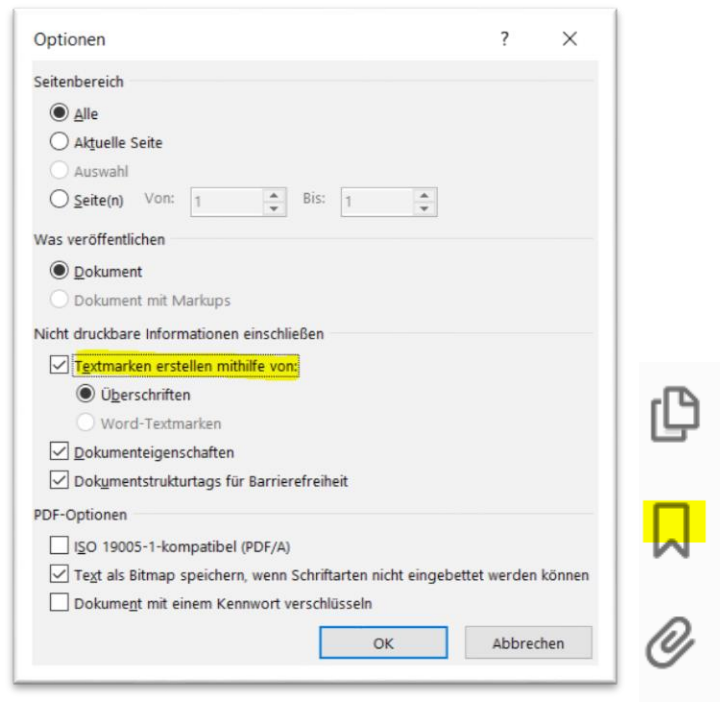 Optionen ?
Seitenbereich
Alle
Aktuelle Seite
Auswahl
Seite(n) Von: 1 Bis: 1
Was veröffentlichen
Dokument
Dokument mit Markups
Nicht druckbare Informationen einschließen
Textmarken erstellen mithilfe von:
Überschriften
Word-Textmarken
Dokumenteigenschaften
Dokumentstrukturtags für Barrierefreiheit
PDF-Optionen
ISO 19005-1-kompatibel (PDF/A)
Text als Bitmap speichern, wenn Schriftarten nicht eingebettet werden können
Dokument mit einem Kennwort verschlüsseln
OK Abbrechen